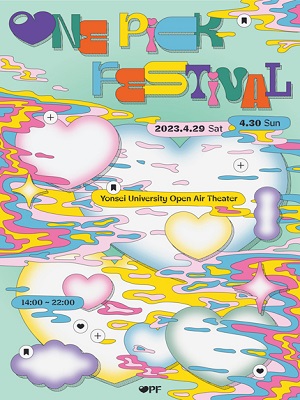 ONE PICK
FESTIVAL
2023.4.29 Sat
4.30 Sun
Yonsei University Open Air Theater
14:00 ~ 22:00
OPF